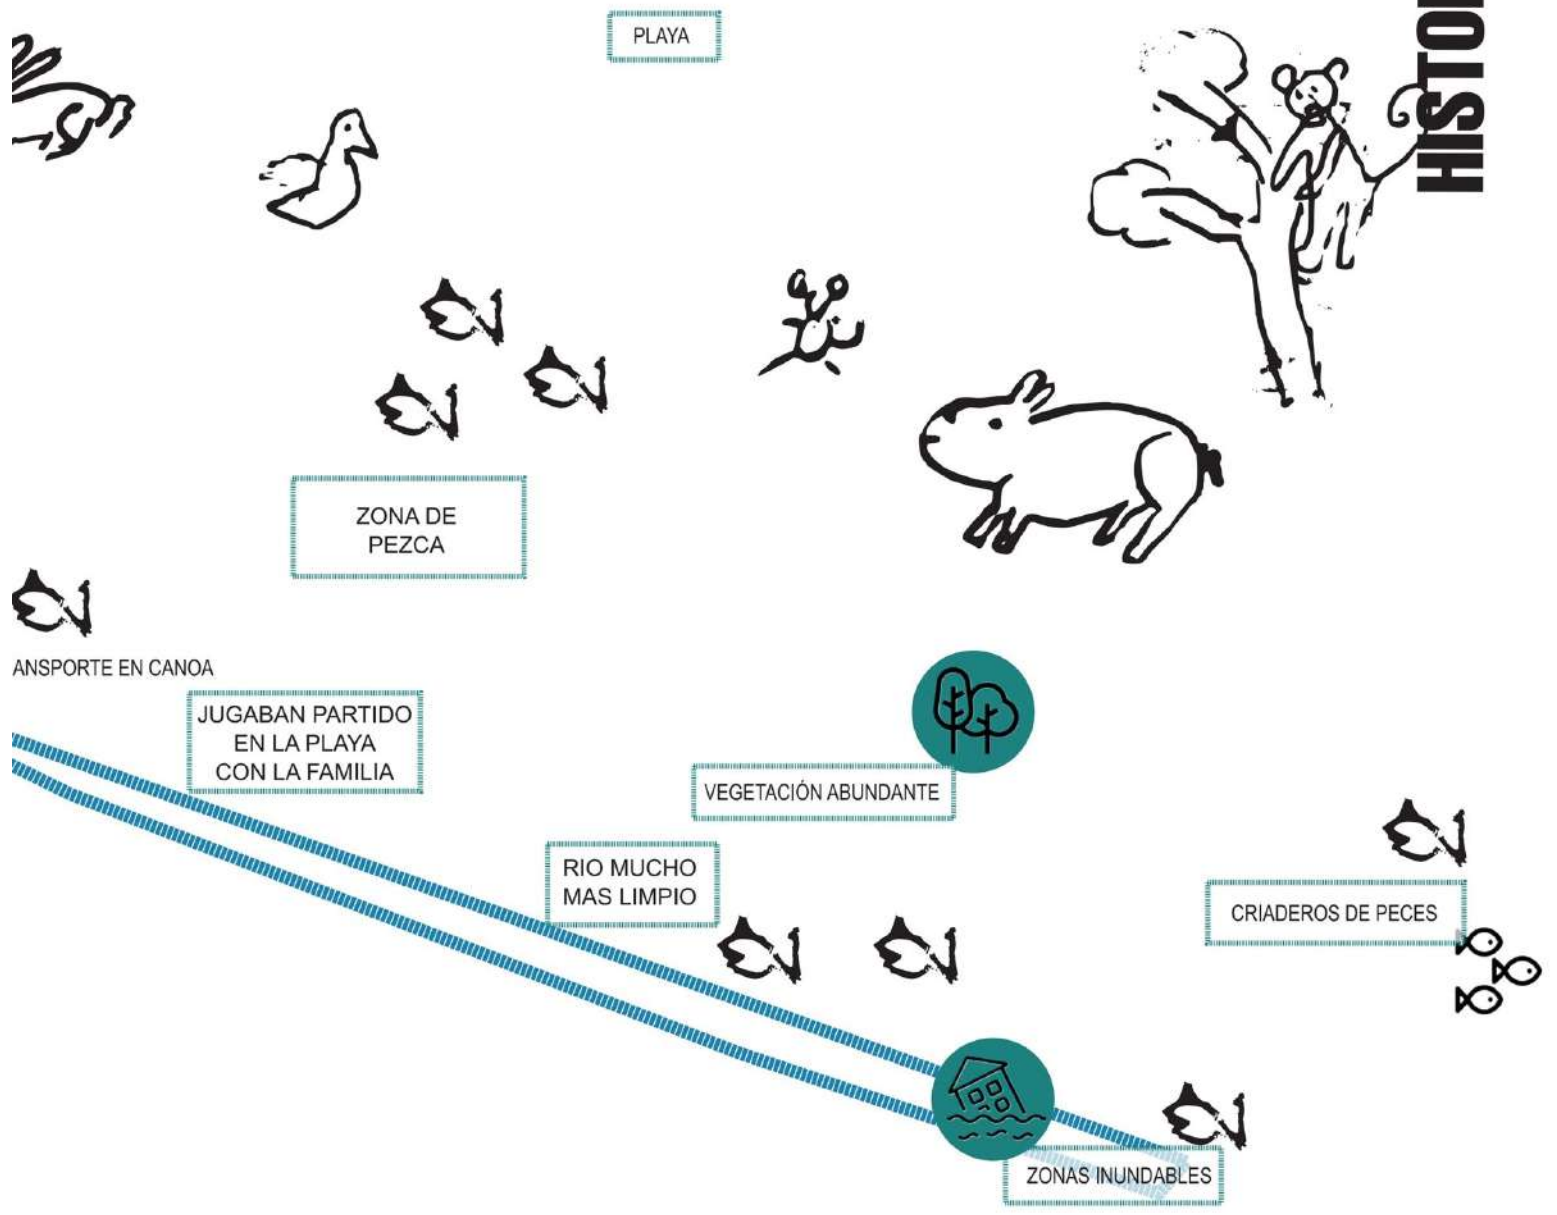 PLAYA
HISTO
ZONA DE
PEZCA
ANSPORTE EN CANOA
JUGABAN PARTIDO
EN LA PLAYA
CON LA FAMILIA
VEGETACIÓN ABUNDANTE
RIO MUCHO
MAS LIMPIO
CRIADEROS DE PECES
ZONAS INUNDABLES